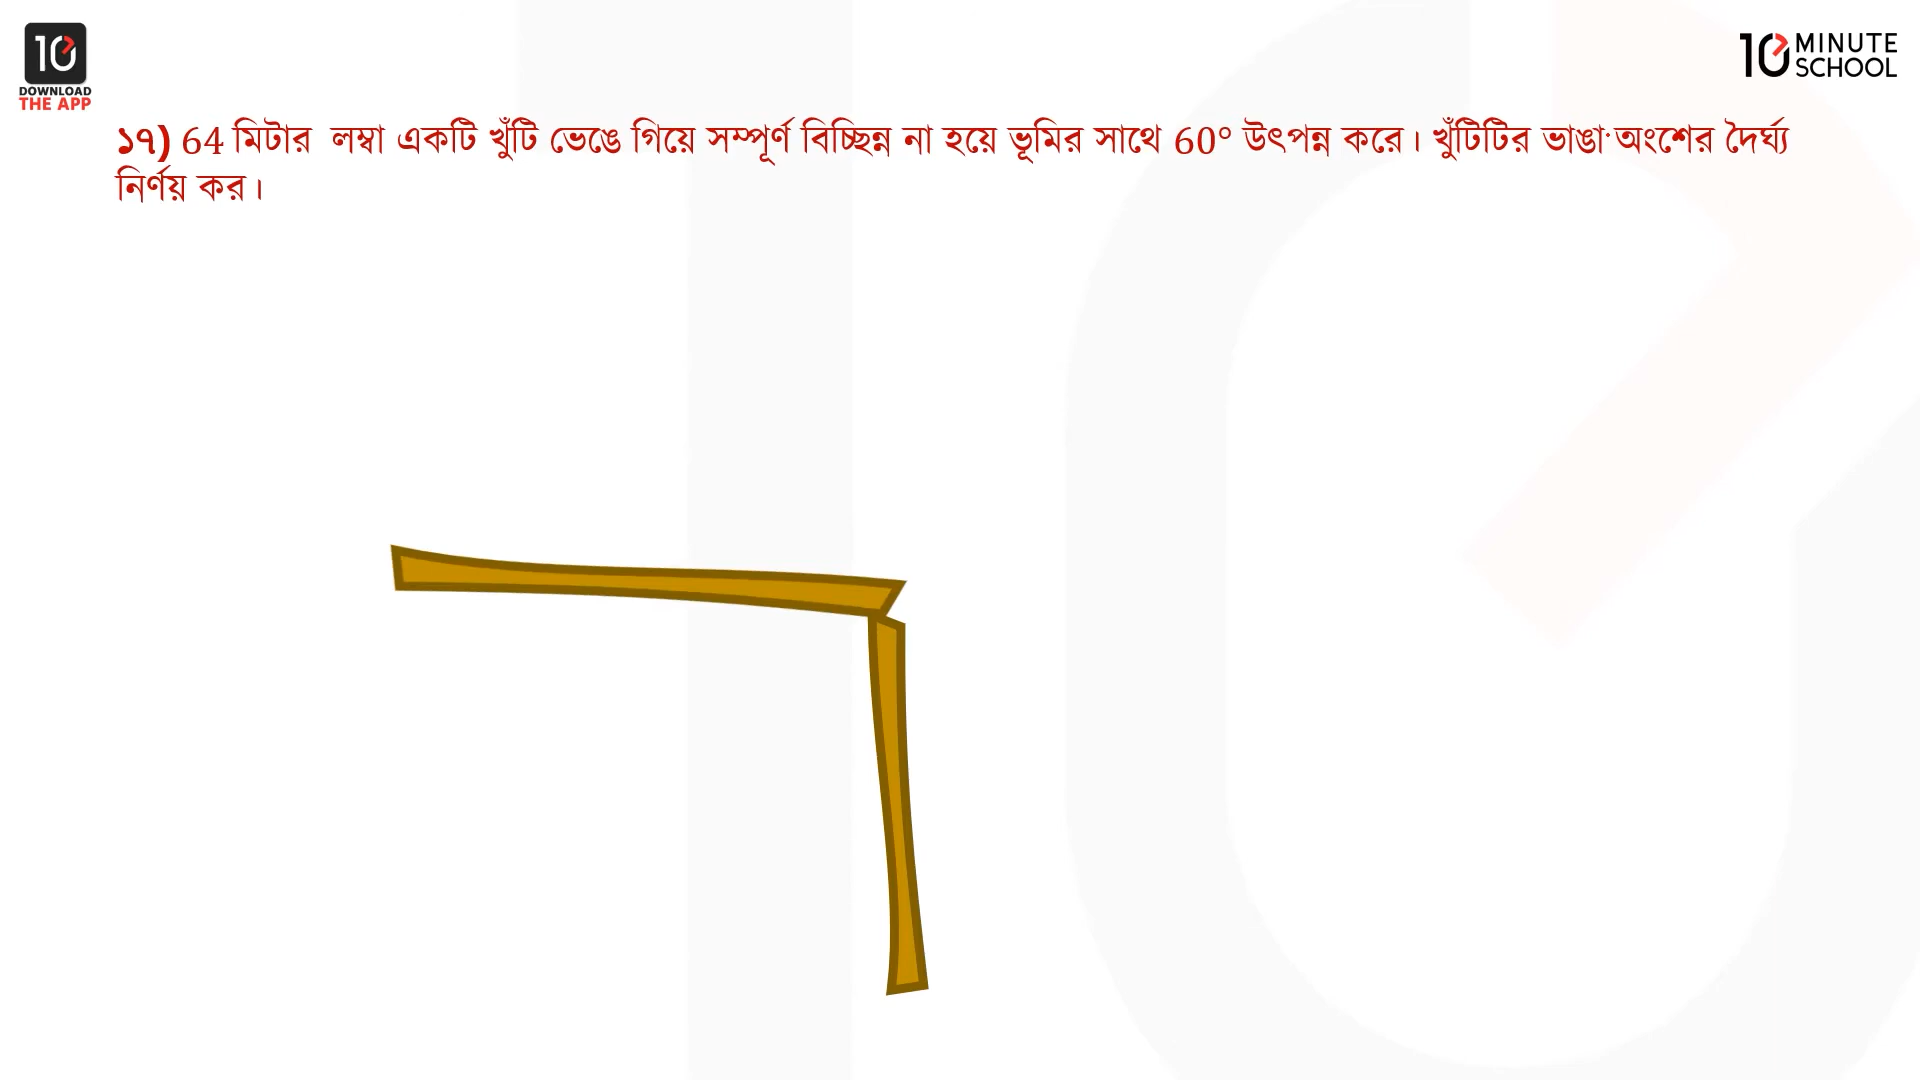 10
DOWNLOAD
THE APP
10 MINUTE
SCHOOL
১৭) 64 মিটার লম্বা একটি খুঁটি ভেঙে গিয়ে সম্পূর্ণ বিচ্ছিন্ন না হয়ে ভূমির সাথে 60° উৎপন্ন করে। খুঁটিটির ভাঙা অংশের দৈর্ঘ্য
নির্ণয় কর।